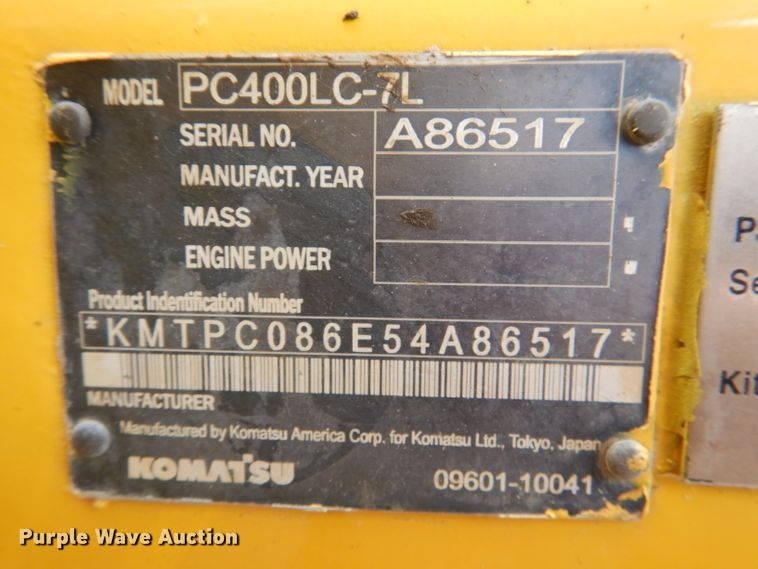 MODEL PC400LC-7L
SERIAL NO. A86517
MANUFACT. YEAR
MASS
ENGINE POWER
Product Indentification Number
*KMTPC086E54A86517*
MANUFACTURER
Manufactured by Komatsu America Corp. for Komatsu Ltd., Tokyo, Japan
KOMATSU 09601-10041
Kit
Purple Wave Auction